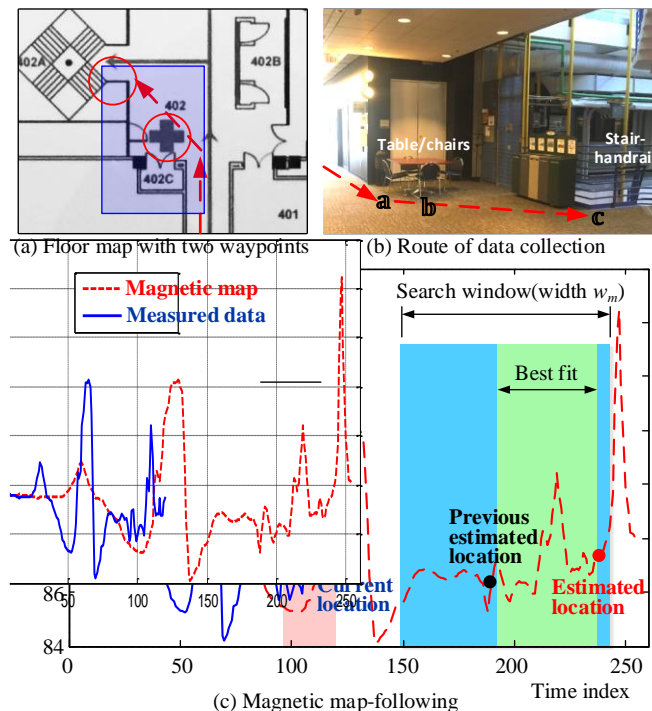 402A
402B
402
402C
401
Table/chairs
Stair-
handrai
a
b
c
(a) Floor map with two waypoints
(b) Route of data collection
Magnetic map
Measured data
Search window(width wₘ)
Best fit
Previous
estimated
location
Estimated
location
Current
location
86
84
50 100 150 200 250
0 50 100 150 200 250
Time index
(c) Magnetic map-following